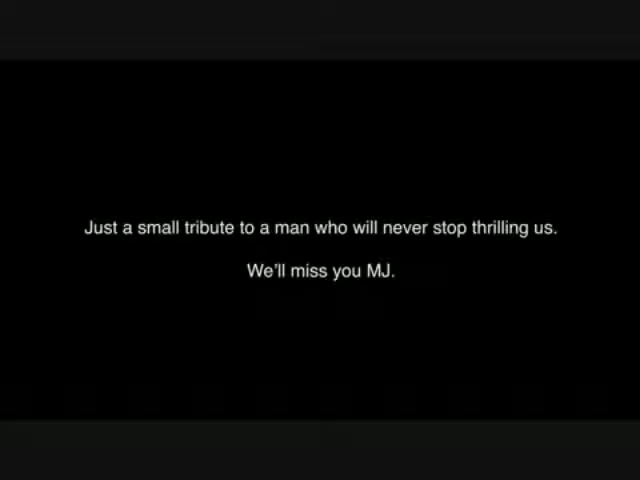 Just a small tribute to a man who will never stop thrilling us.
We'll miss you MJ.